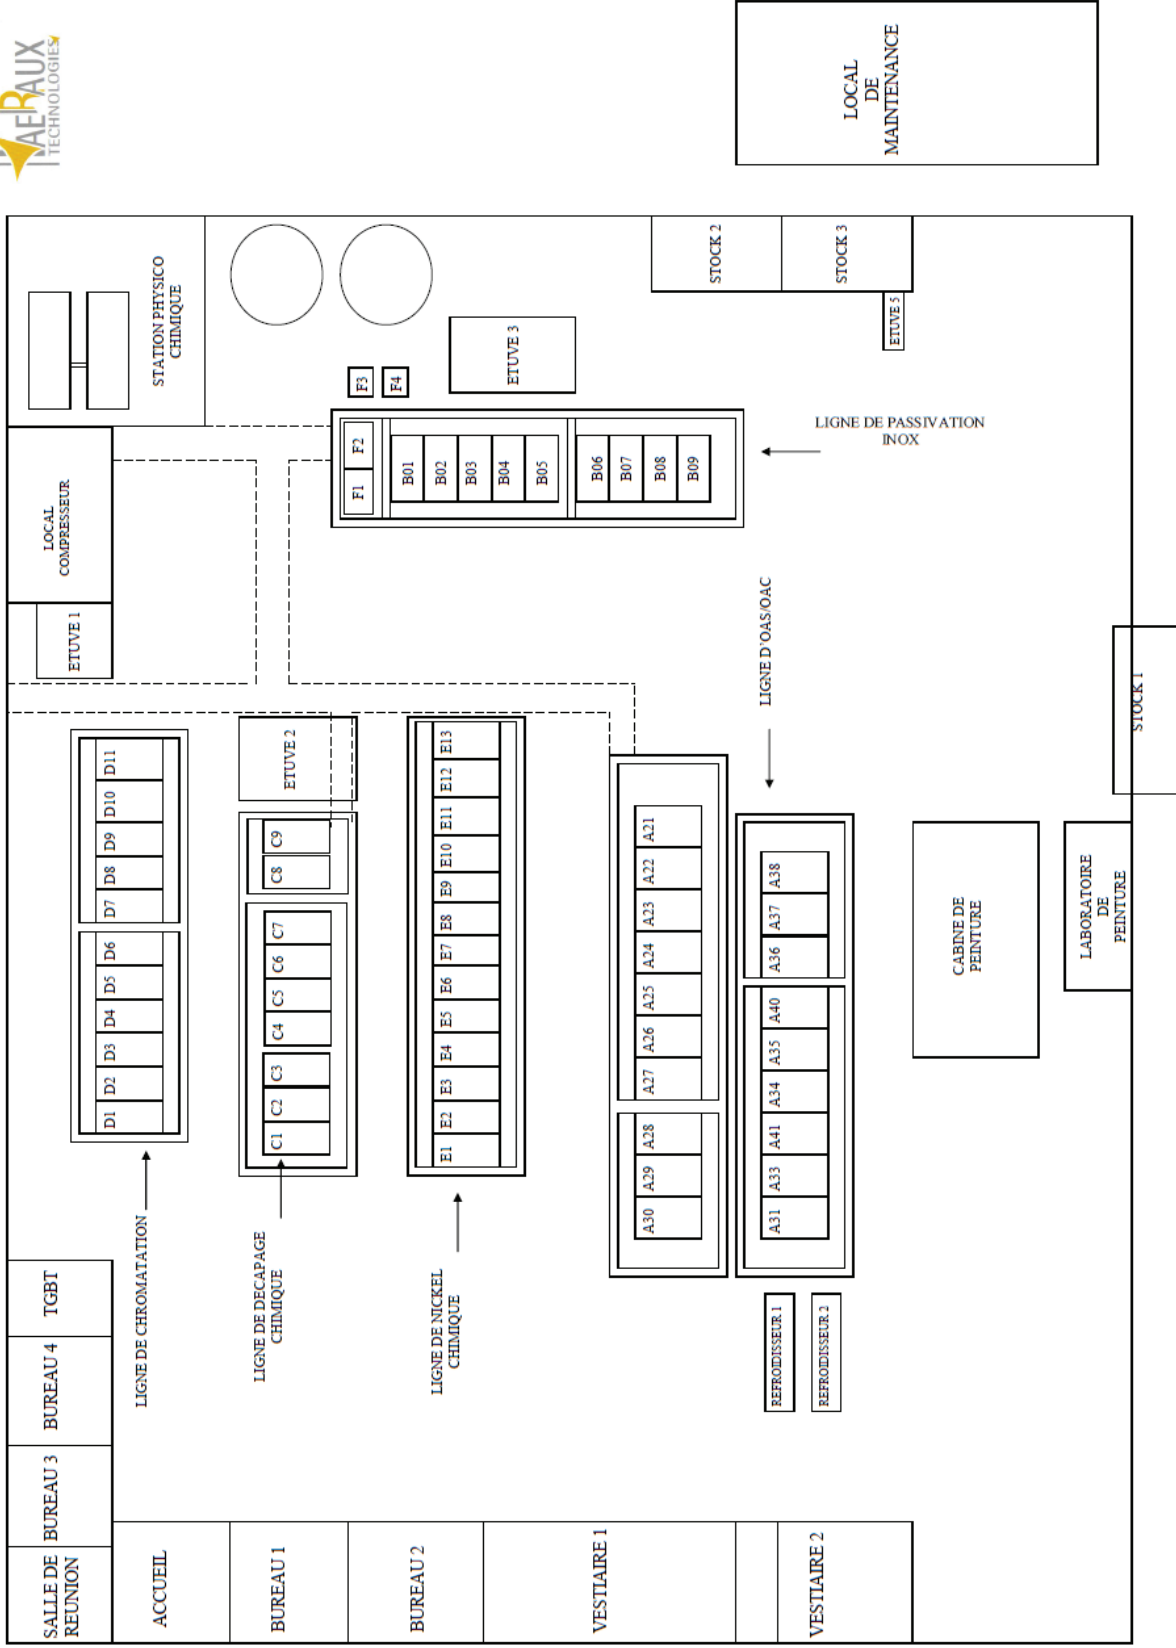 AERAUX
TECHNOLOGIES
LOCAL
DE
MAINTENANCE
STATION PHYSICO
CHIMIQUE
STOCK 2
STOCK 3
ETUVE 5
ETUVE 3
F3
F4
LOCAL
COMPRESSEUR
ETUVE 1
F1
F2
B01
B02
B03
B04
B05
B06
B07
B08
B09
LIGNE DE PASSIVATION
INOX
LIGNE D'OAS/OAC
STOCK 1
D1
D2
D3
D4
D5
D6
D7
D8
D9
D10
D11
ETUVE 2
C1
C2
C3
C4
C5
C6
C7
C8
C9
E1
E2
E3
E4
E5
E6
E7
E8
E9
E10
E11
E12
E13
A30
A29
A28
A27
A26
A25
A24
A23
A22
A21
A31
A33
A41
A34
A35
A40
A36
A37
A38
CABINE DE
PEINTURE
LABORATOIRE
DE
PEINTURE
LIGNE DE CHROMATATION
LIGNE DE DECAPAGE
CHIMIQUE
LIGNE DE NICKEL
CHIMIQUE
REFROIDISSEUR 1
REFROIDISSEUR 2
TGBT
BUREAU 4
BUREAU 3
SALLE DE
REUNION
ACCUEIL
BUREAU 1
BUREAU 2
VESTIAIRE 1
VESTIAIRE 2